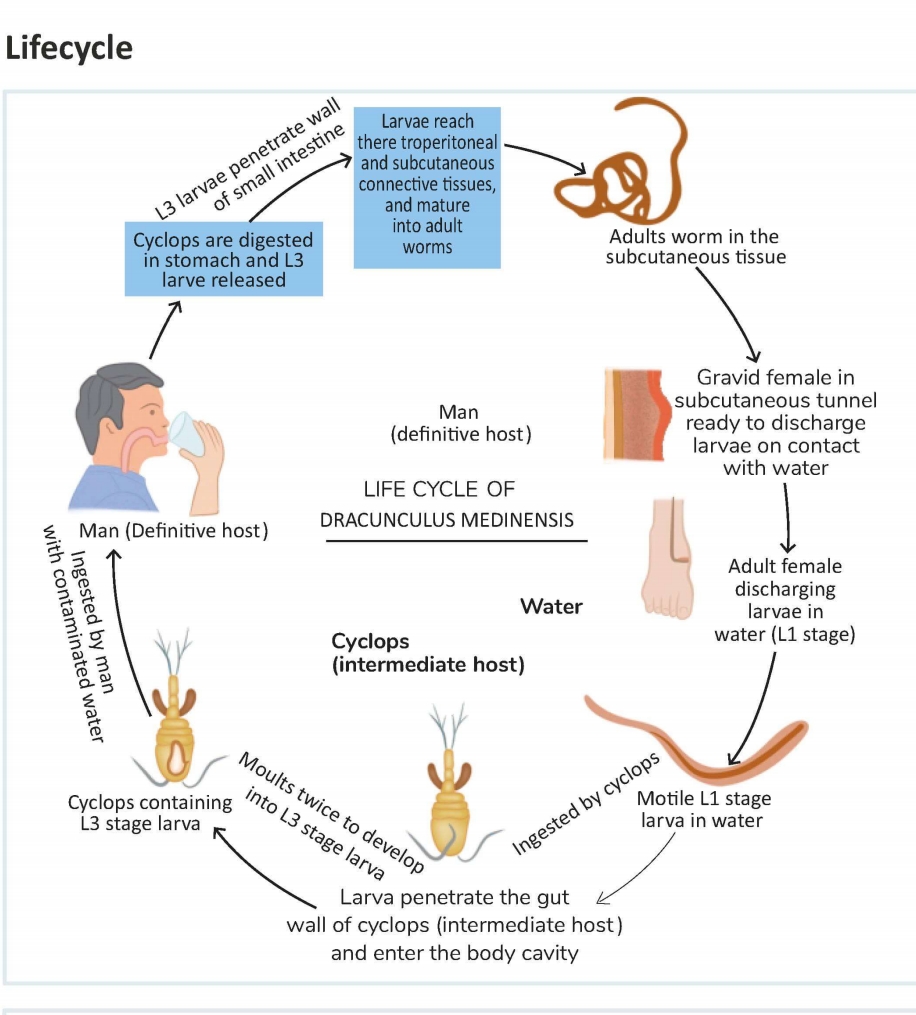 Lifecycle
L3 larvae penetrate wall
of small intestine
Larvae reach
there troperitoneal
and subcutaneous
connective tissues,
and mature
into adult
worms
Cyclops are digested
in stomach and L3
larve released
Adults worm in the
subcutaneous tissue
Gravid female in
subcutaneous tunnel
ready to discharge
larvae on contact
with water
Man
(definitive host)
LIFE CYCLE OF
DRACUNCULUS MEDINENSIS
Man (Definitive host)
Ingested by man
with contaminated water
Adult female
discharging
larvae in
water (L1 stage)
Water
Cyclops
(intermediate host)
Motile L1 stage
larva in water
Ingested by cyclops
Moults twice to develop
into L3 stage larva
Cyclops containing
L3 stage larva
Larva penetrate the gut
wall of cyclops (intermediate host)
and enter the body cavity